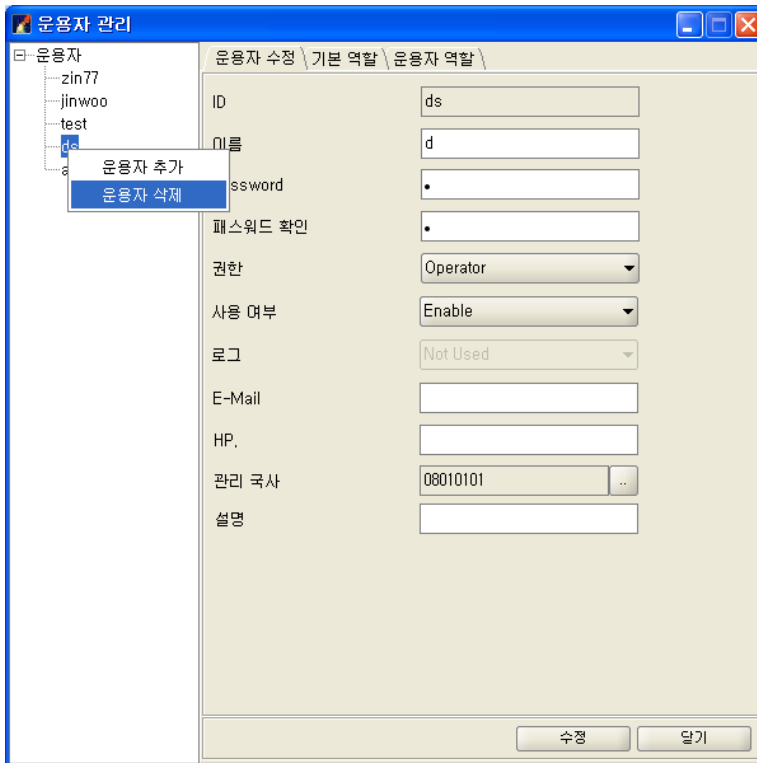 운용자 관리
운용자
zin77
jinwoo
test
ds
a
운용자 추가
운용자 삭제
운용자 수정 기본 역할 운용자 역할
ID ds
이름 d
ssword •
패스워드 확인 •
권한 Operator
사용 여부 Enable
로그 Not Used
E-Mail
HP.
관리 국사 08010101 ..
설명
수정 닫기